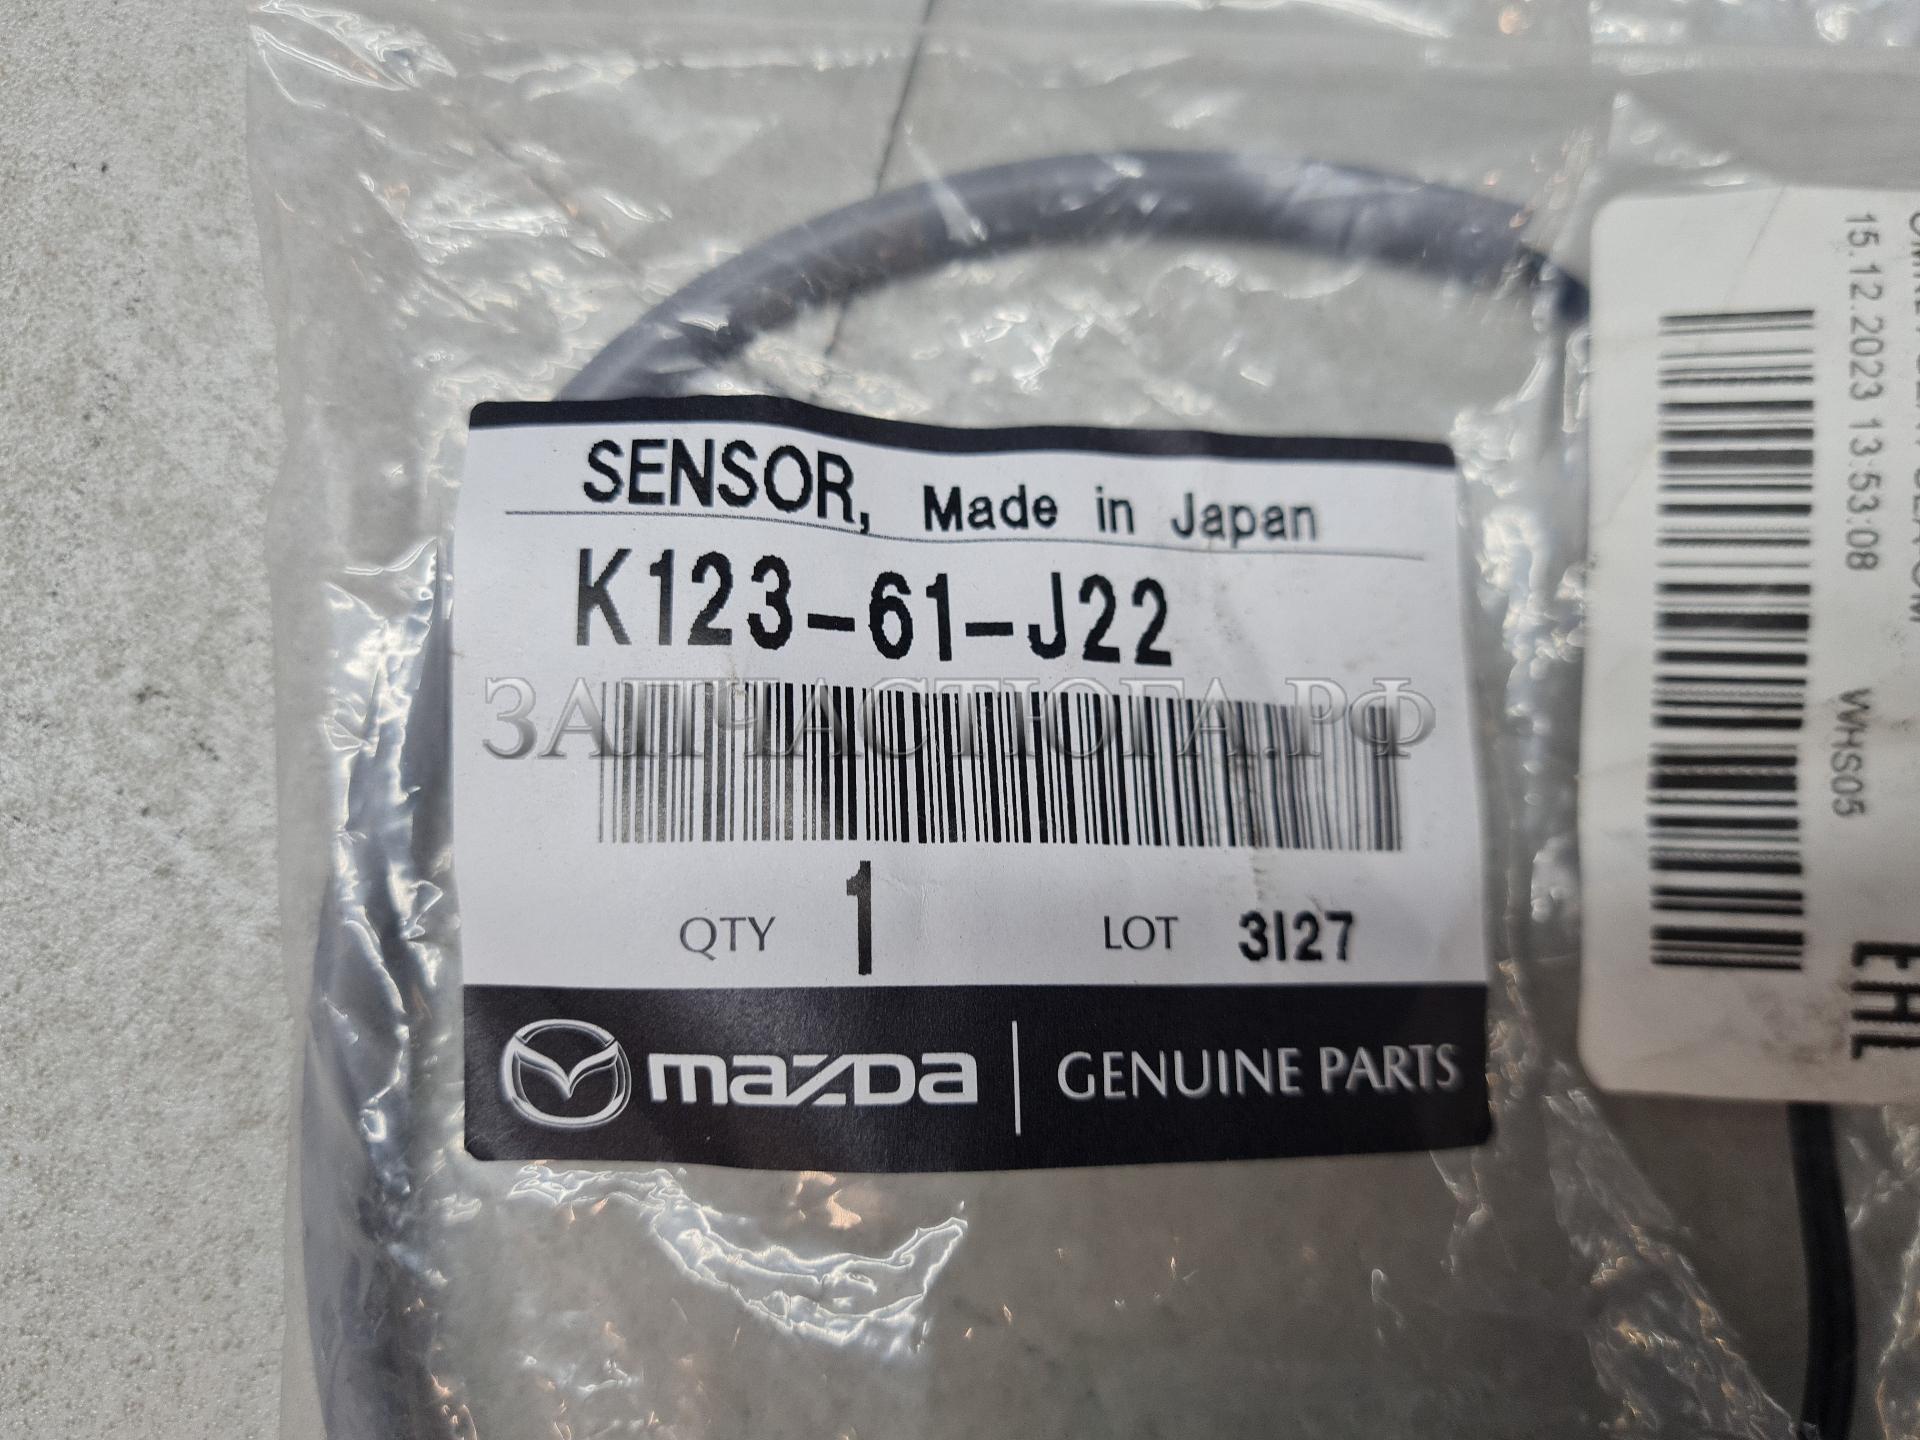 SENSOR, Made in Japan
K123-61-J22
ЗАПЧАСТЮГА.РФ
QTY 1 LOT 3I27
mazda GENUINE PARTS
15.12.2023 13:53:08 WHS05
EHL